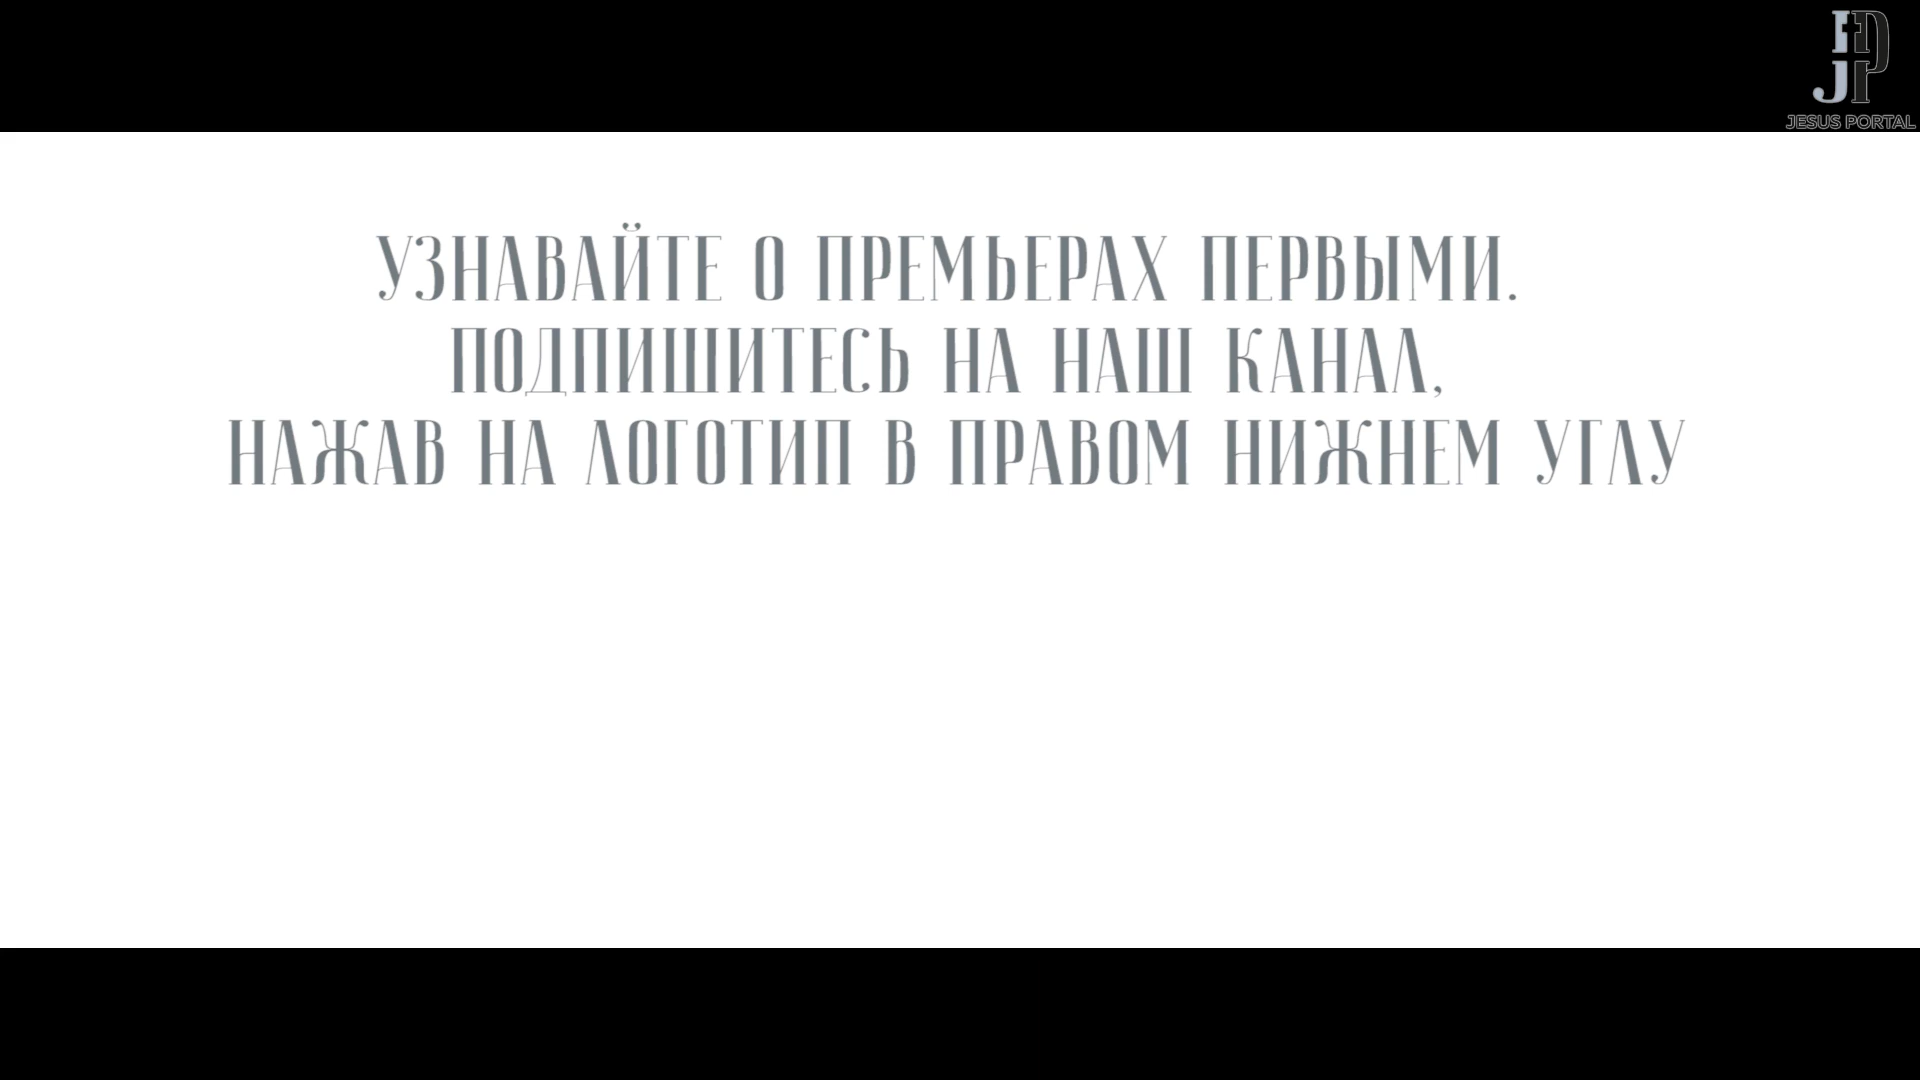 JESUS PORTAL
УЗНАВАЙТЕ О ПРЕМЬЕРАХ ПЕРВЫМИ.
ПОДПИШИТЕСЬ НА НАШ КАНАЛ,
НАЖАВ НА ЛОГОТИП В ПРАВОМ НИЖНЕМ УГЛУ